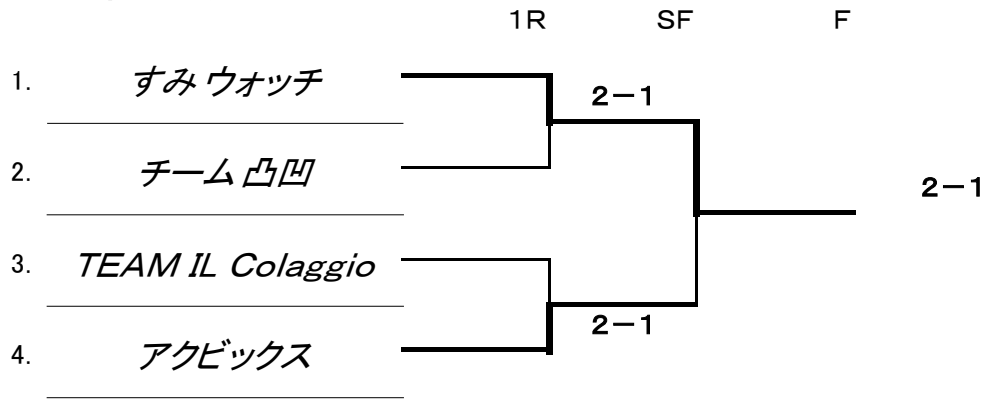 1R SF F
1. すみウォッチ
2-1
2. チーム凸凹
2-1
3. TEAM IL Colaggio
2-1
4. アクビックス